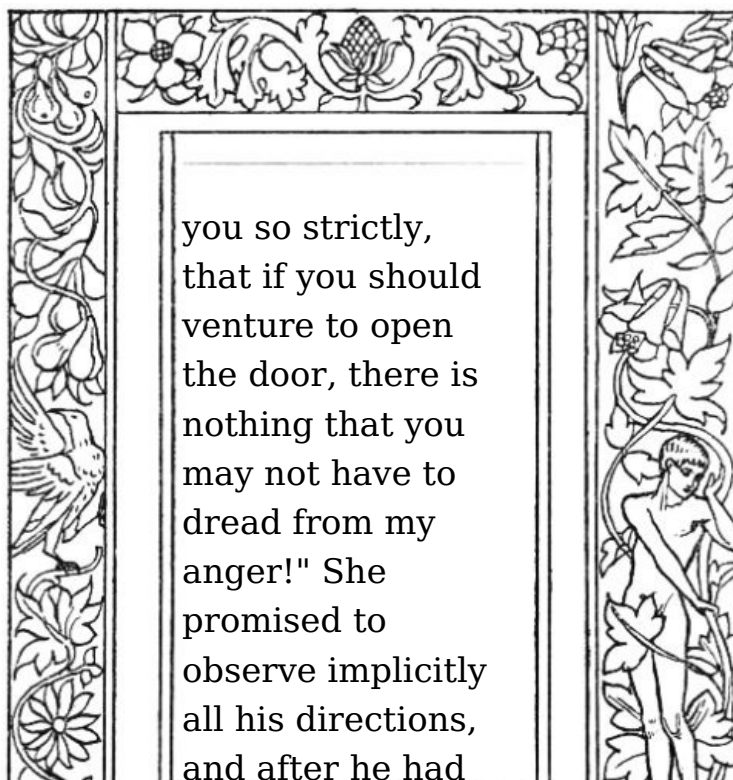 you so strictly,
that if you should
venture to open
the door, there is
nothing that you
may not have to
dread from my
anger!" She
promised to
observe implicitly
all his directions,
and after he had